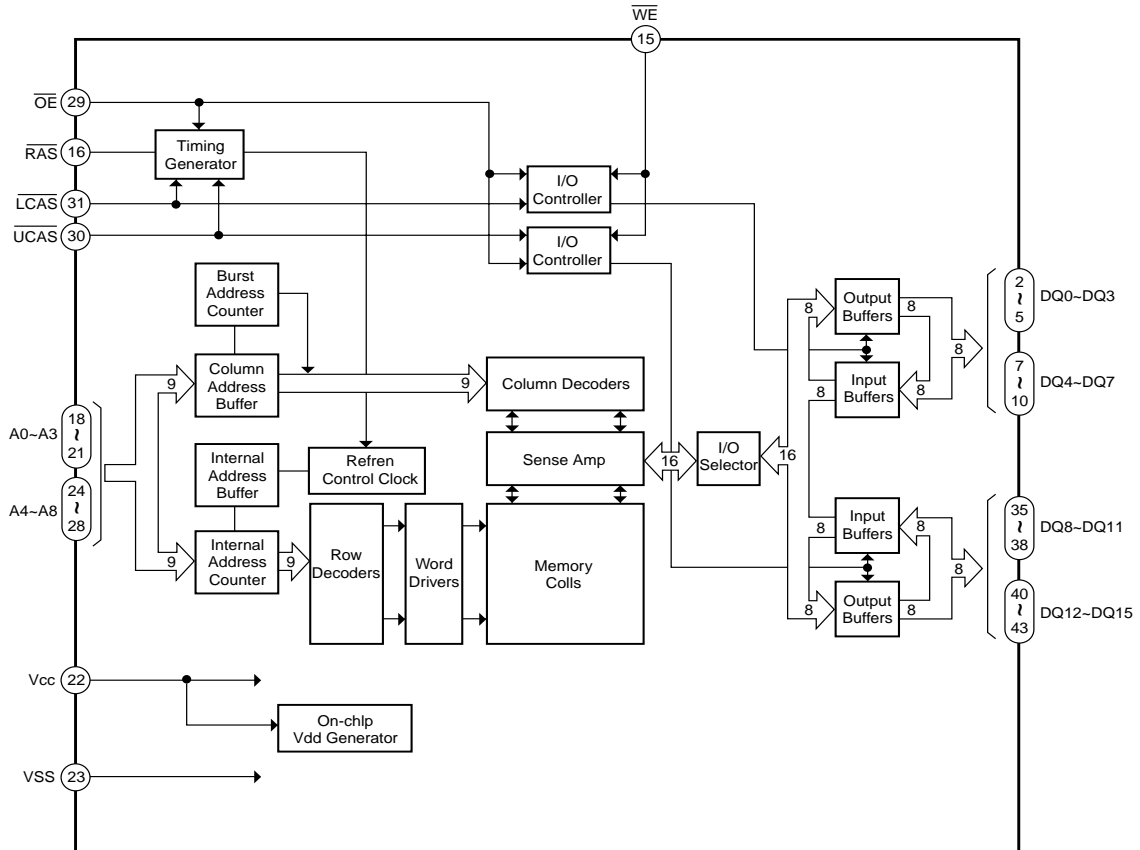 WE
15
OE 29
RAS 16
LCAS 31
UCAS 30
Timing
Generator
I/O
Controller
I/O
Controller
Burst
Address
Counter
Column
Address
Buffer
9
9
Column Decoders
A0~A3
18
~
21
A4~A8
24
~
28
Internal
Address
Buffer
Refren
Control Clock
Sense Amp
16
I/O
Selector
16
9
Internal
Address
Counter
9
Row
Decoders
Word
Drivers
Memory
Colls
8
Output
Buffers
8
8
Input
Buffers
8
8
2
~
5
DQ0~DQ3
7
~
10
DQ4~DQ7
8
Input
Buffers
8
8
Output
Buffers
8
8
35
~
38
DQ8~DQ11
40
~
43
DQ12~DQ15
Vcc 22
On-chlp
Vdd Generator
VSS 23